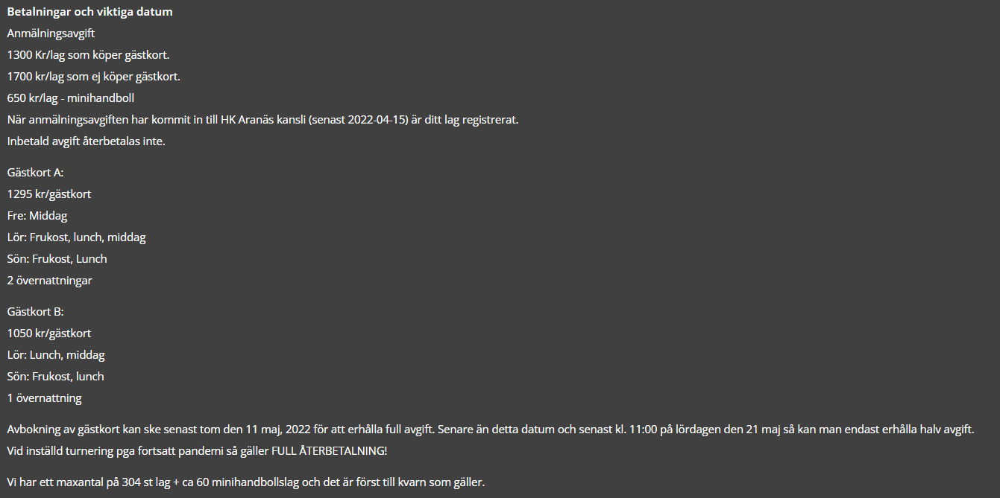 Betalningar och viktiga datum
Anmälningsavgift
1300 Kr/lag som köper gästkort.
1700 kr/lag som ej köper gästkort.
650 kr/lag - minihandboll
När anmälningsavgiften har kommit in till HK Aranäs kansli (senast 2022-04-15) är ditt lag registrerat.
Inbetald avgift återbetalas inte.
Gästkort A:
1295 kr/gästkort
Fre: Middag
Lör: Frukost, lunch, middag
Sön: Frukost, Lunch
2 övernattningar
Gästkort B:
1050 kr/gästkort
Lör: Lunch, middag
Sön: Frukost, lunch
1 övernattning
Avbokning av gästkort kan ske senast tom den 11 maj, 2022 för att erhålla full avgift. Senare än detta datum och senast kl. 11:00 på lördagen den 21 maj så kan man endast erhålla halv avgift.
Vid inställd turnering pga fortsatt pandemi så gäller FULL ÅTERBETALNING!
Vi har ett maxantal på 304 st lag + ca 60 minihandbollslag och det är först till kvarn som gäller.